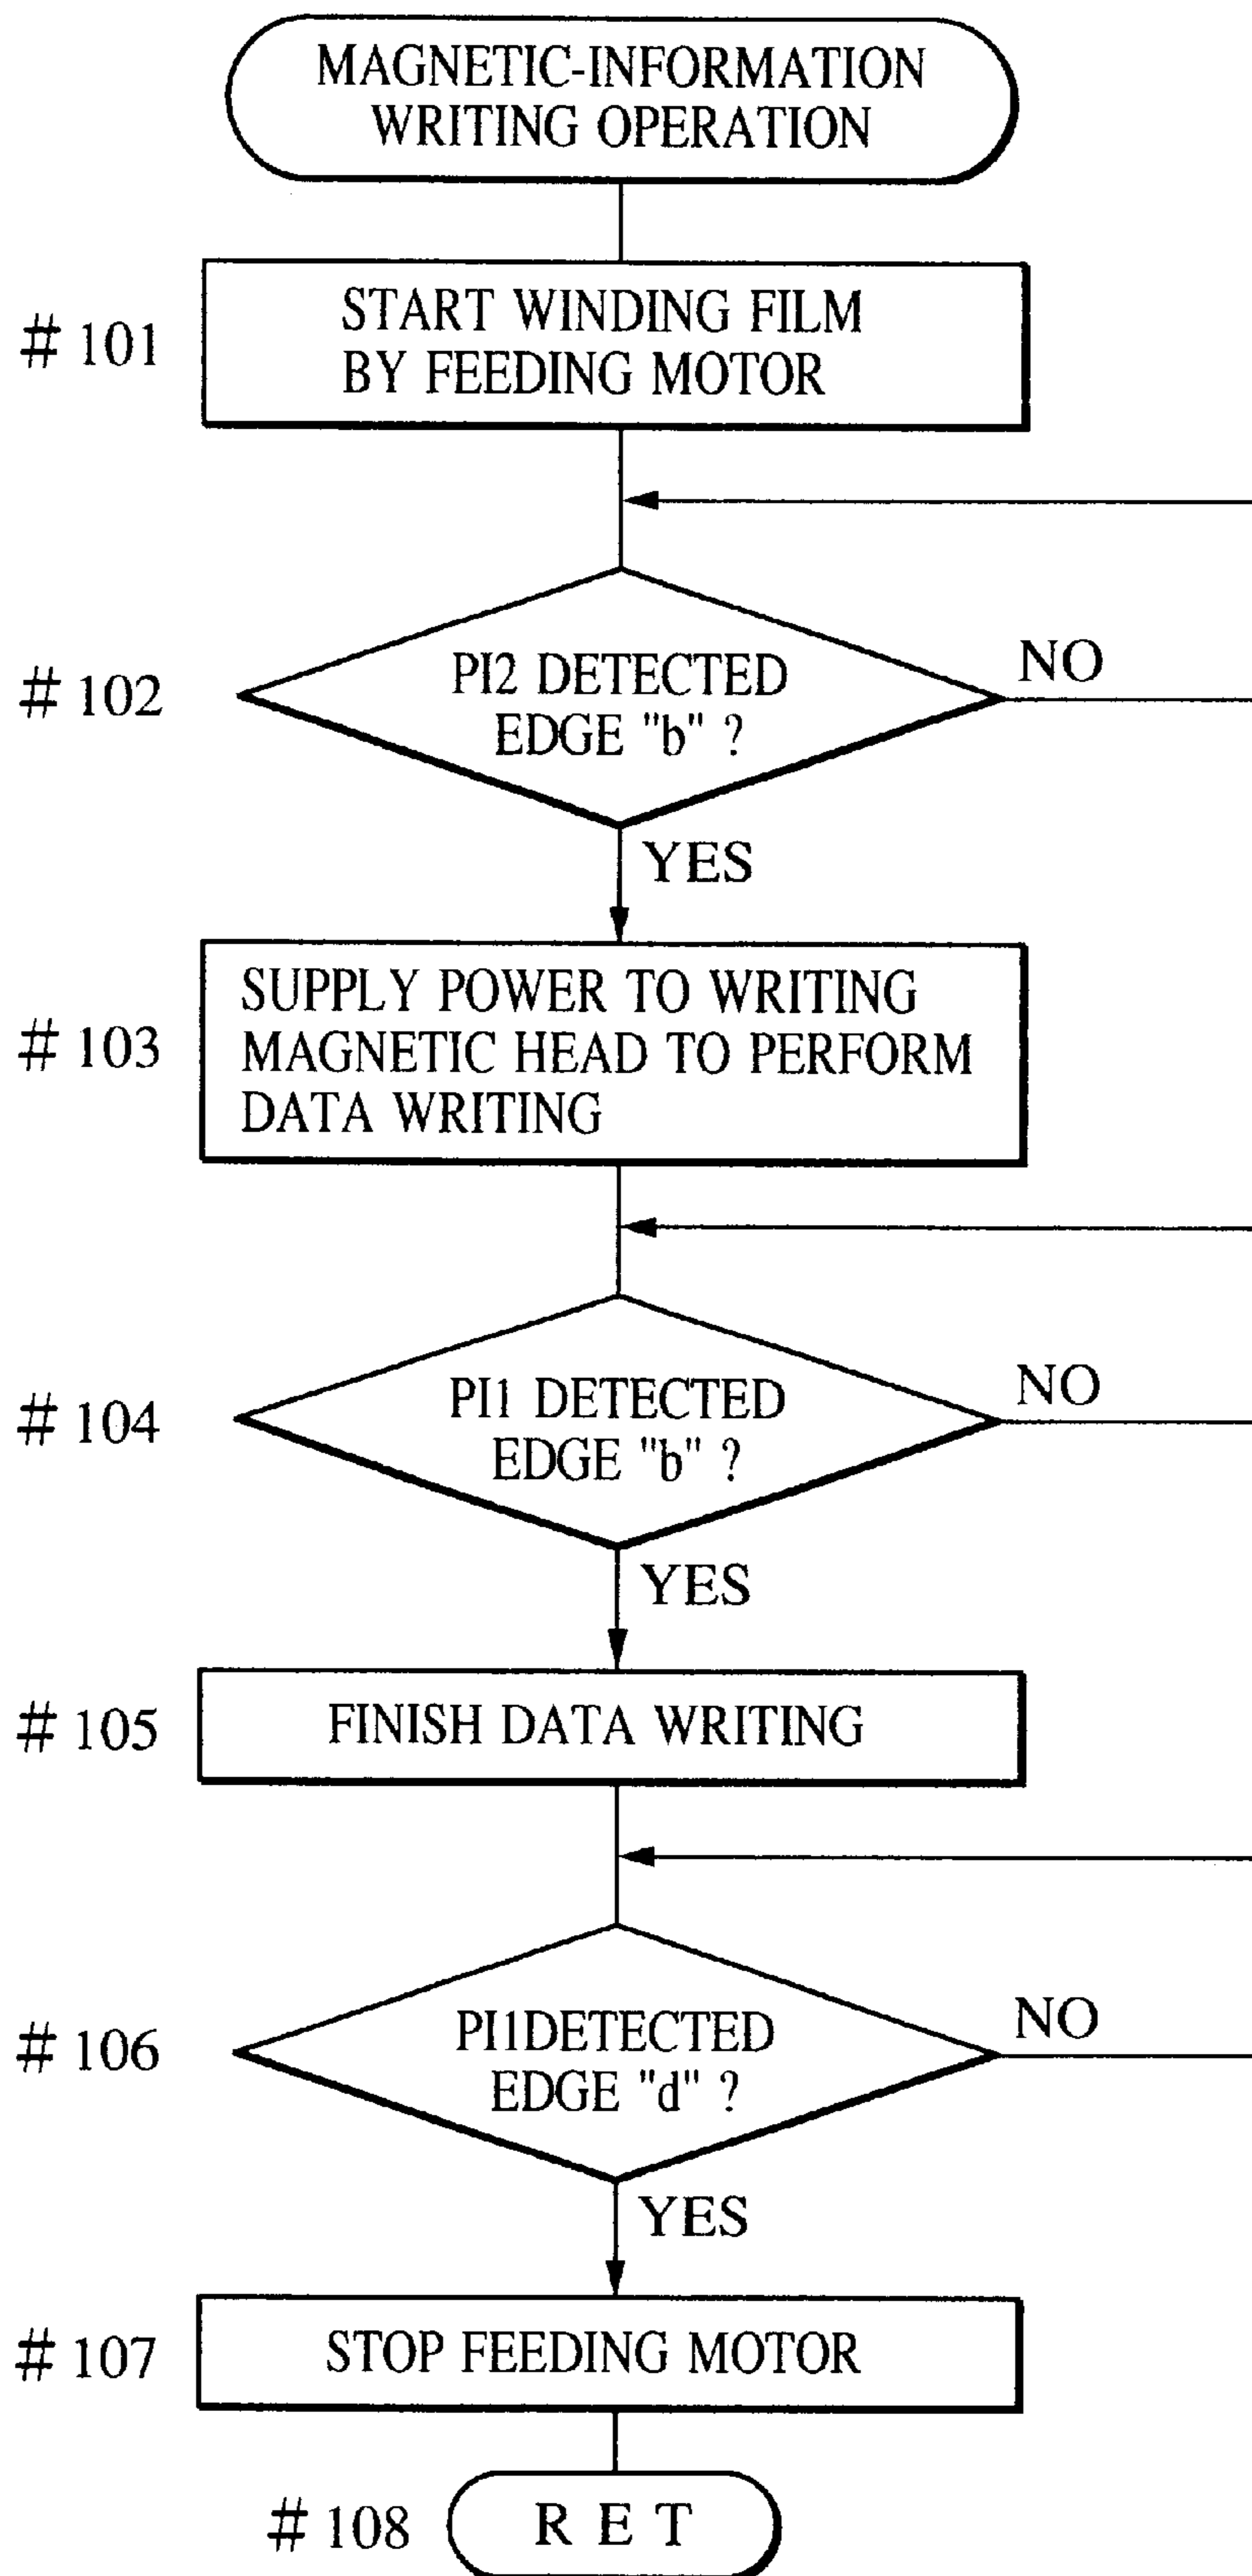 MAGNETIC-INFORMATION
WRITING OPERATION
# 101
START WINDING FILM
BY FEEDING MOTOR
# 102
PI2 DETECTED
EDGE "b" ?
NO
YES
# 103
SUPPLY POWER TO WRITING
MAGNETIC HEAD TO PERFORM
DATA WRITING
# 104
PI1 DETECTED
EDGE "b" ?
NO
YES
# 105
FINISH DATA WRITING
# 106
PI1DETECTED
EDGE "d" ?
NO
YES
# 107
STOP FEEDING MOTOR
# 108
R E T